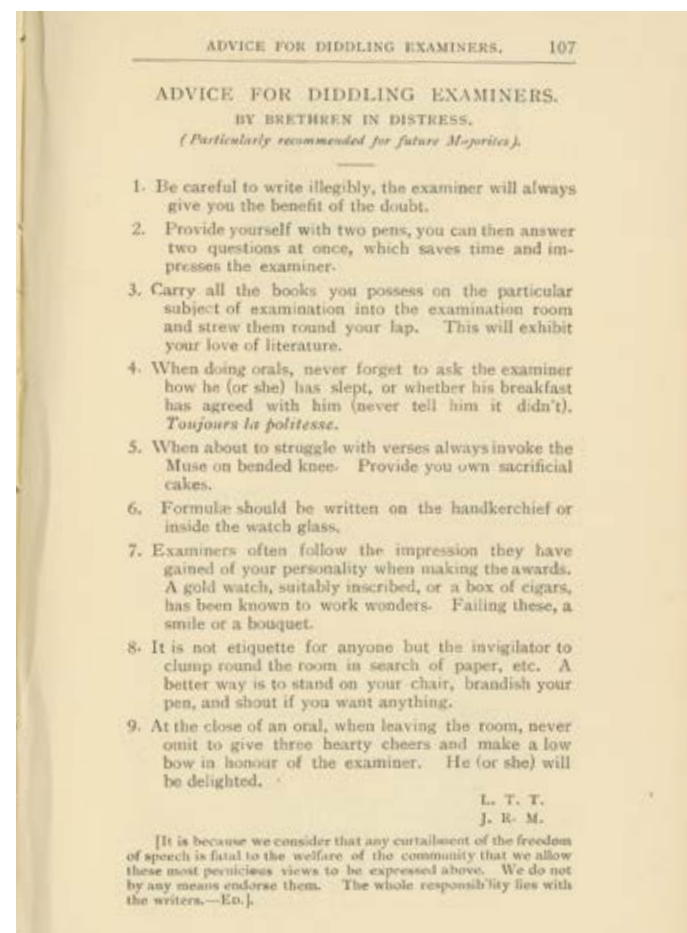 ADVICE FOR DIDDLING EXAMINERS. 107
ADVICE FOR DIDDLING EXAMINERS.
BY BRETHREN IN DISTRESS.
(Particularly recommended for future Majorites).
1. Be careful to write illegibly, the examiner will always
give you the benefit of the doubt.
2. Provide yourself with two pens, you can then answer
two questions at once, which saves time and im-
presses the examiner.
3. Carry all the books you possess on the particular
subject of examination into the examination room
and strew them round your lap. This will exhibit
your love of literature.
4. When doing orals, never forget to ask the examiner
how he (or she) has slept, or whether his breakfast
has agreed with him (never tell him it didn't).
Toujours la politesse.
5. When about to struggle with verses always invoke the
Muse on bended knee. Provide you own sacrificial
cakes.
6. Formulæ should be written on the handkerchief or
inside the watch glass.
7. Examiners often follow the impression they have
gained of your personality when making the awards.
A gold watch, suitably inscribed, or a box of cigars,
has been known to work wonders. Failing these, a
smile or a bouquet.
8. It is not etiquette for anyone but the invigilator to
clump round the room in search of paper, etc. A
better way is to stand on your chair, brandish your
pen, and shout if you want anything.
9. At the close of an oral, when leaving the room, never
omit to give three hearty cheers and make a low
bow in honour of the examiner. He (or she) will
be delighted.
L. T. T.
J. R. M.
[It is because we consider that any curtailment of the freedom
of speech is fatal to the welfare of the community that we allow
these most pernicious views to be expressed above. We do not
by any means endorse them. The whole responsib'lity lies with
the writers.—ED.].